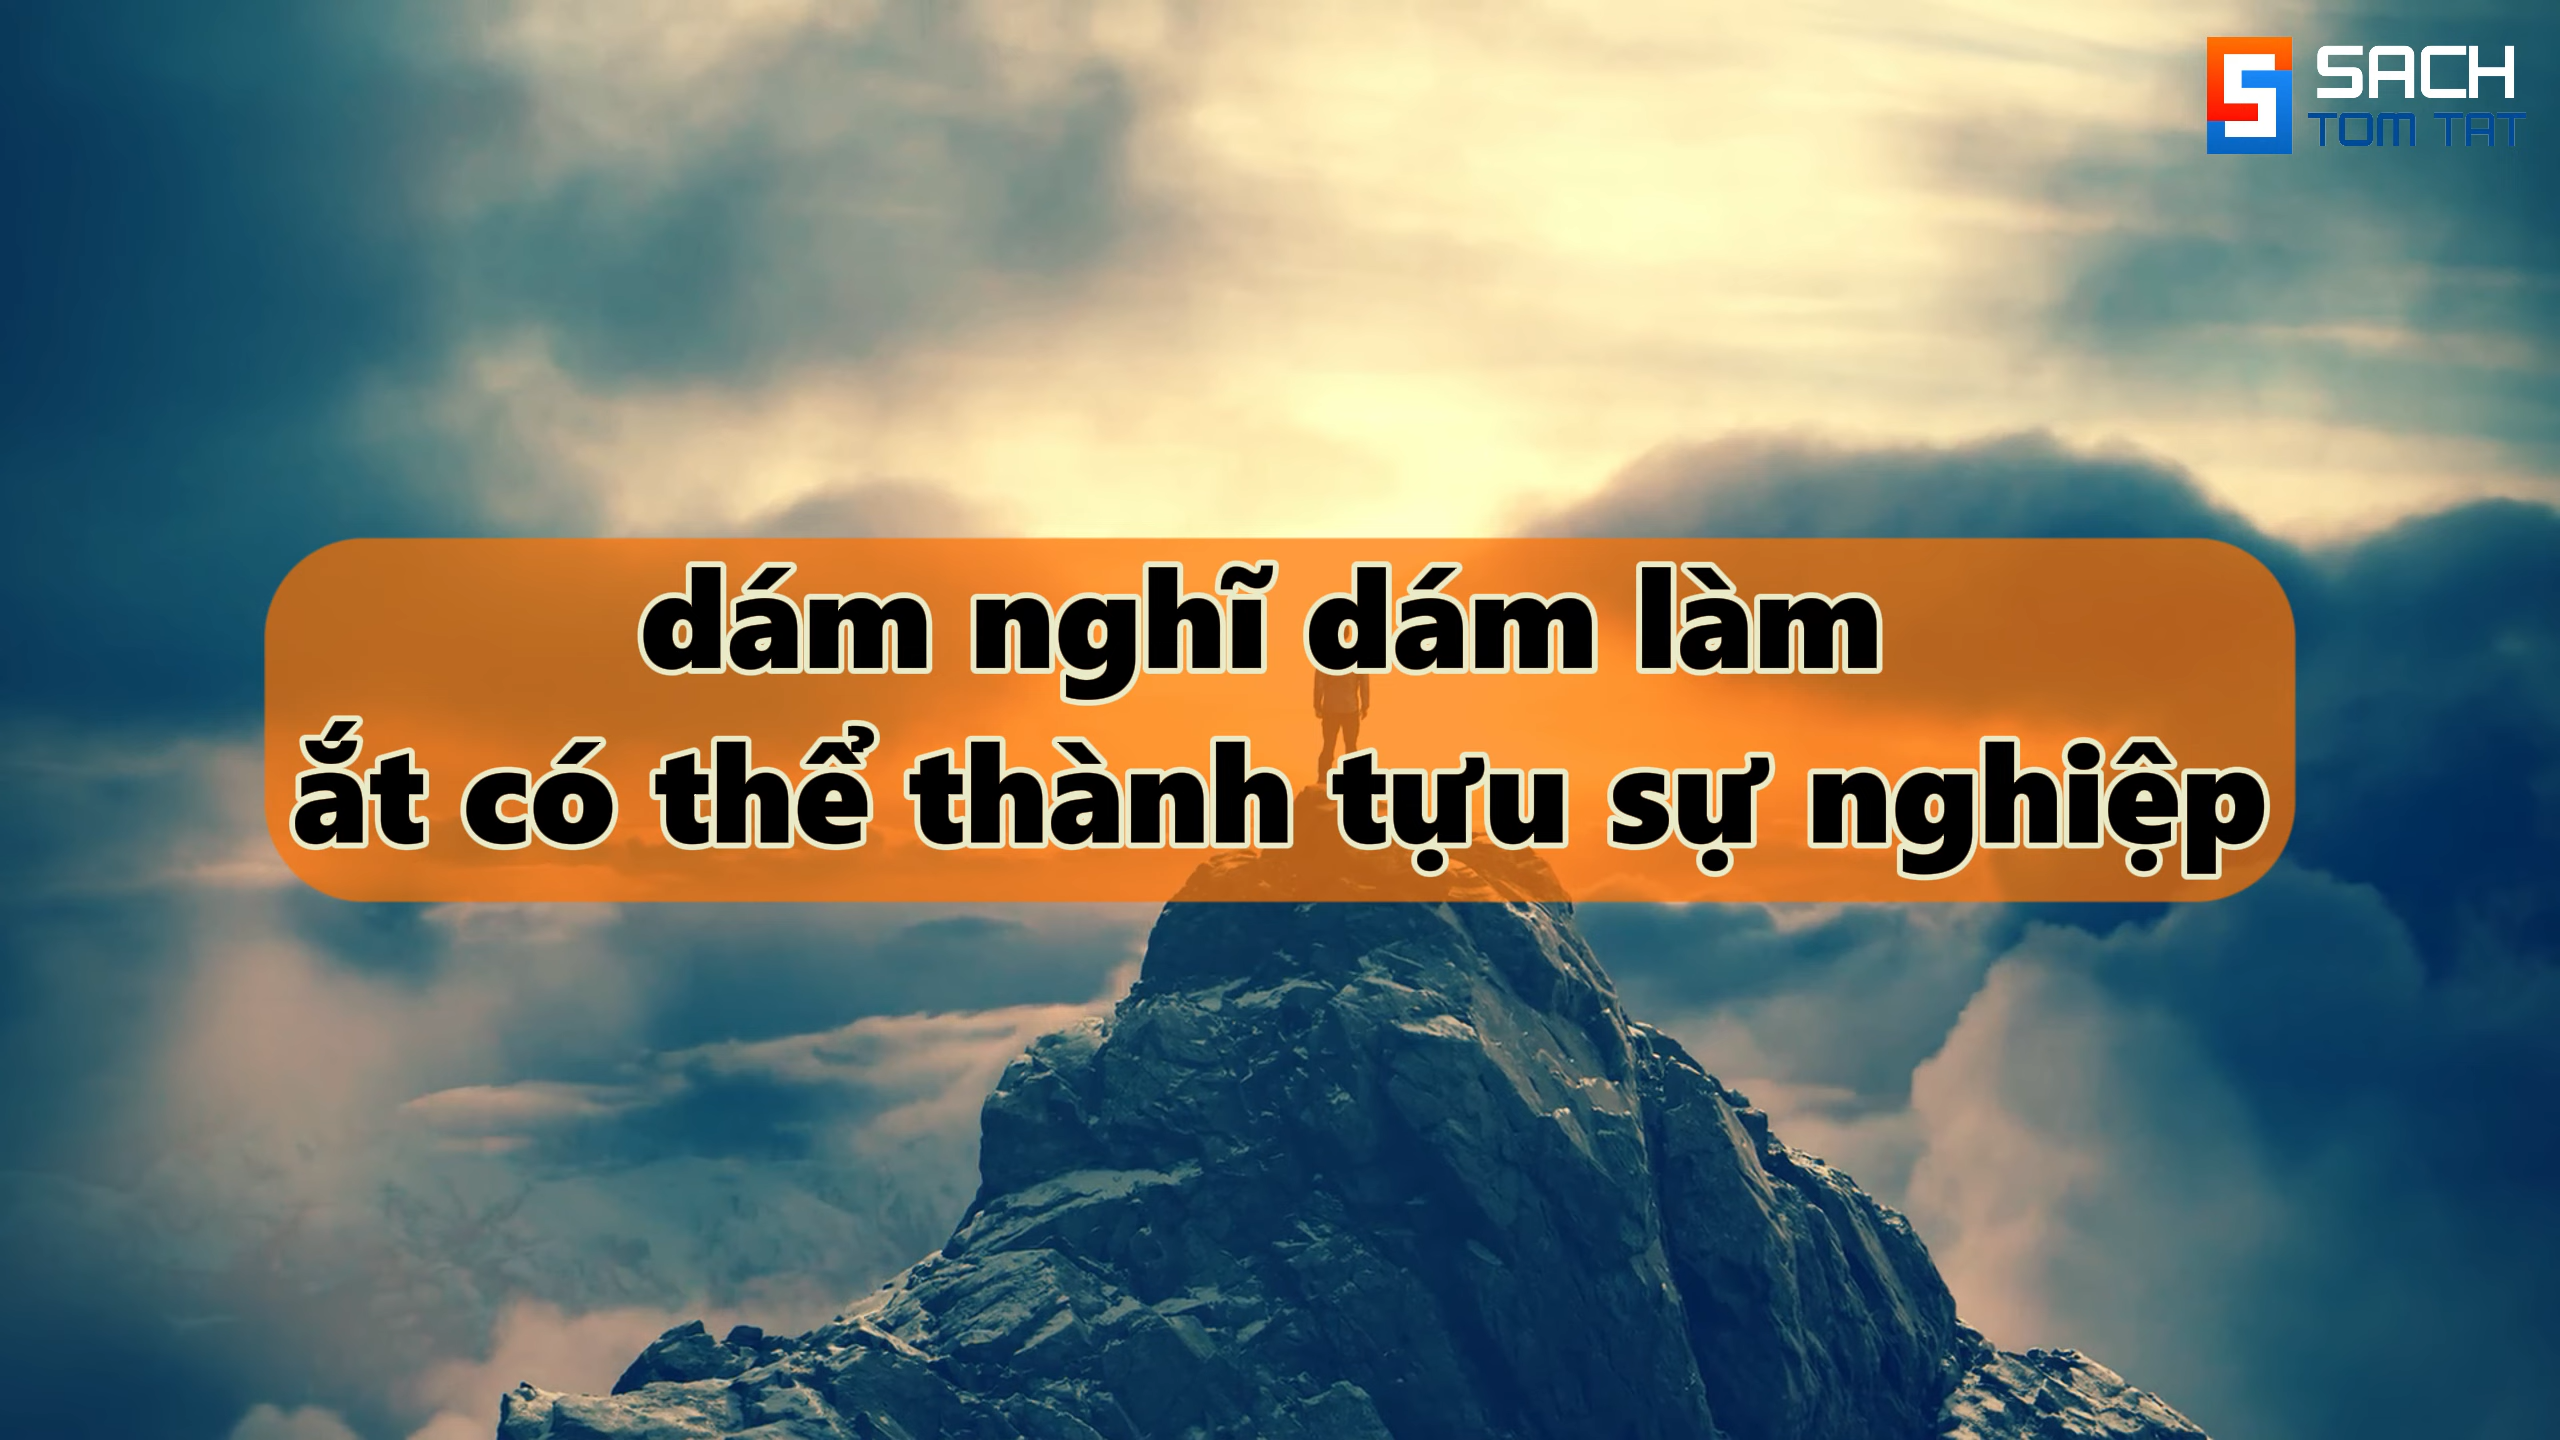 SACH
TOM TAT
dám nghĩ dám làm
ắt có thể thành tựu sự nghiệp